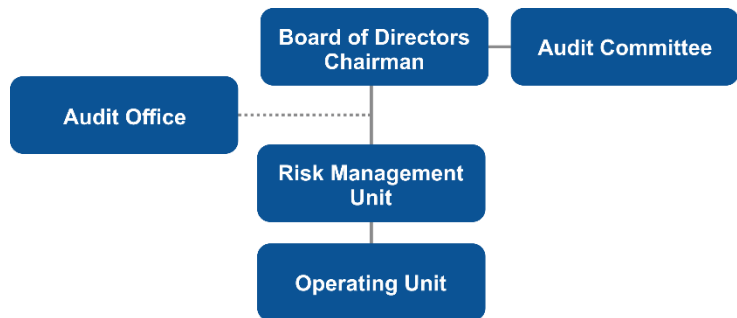 Board of Directors
Chairman
Audit Committee
Audit Office
Risk Management
Unit
Operating Unit